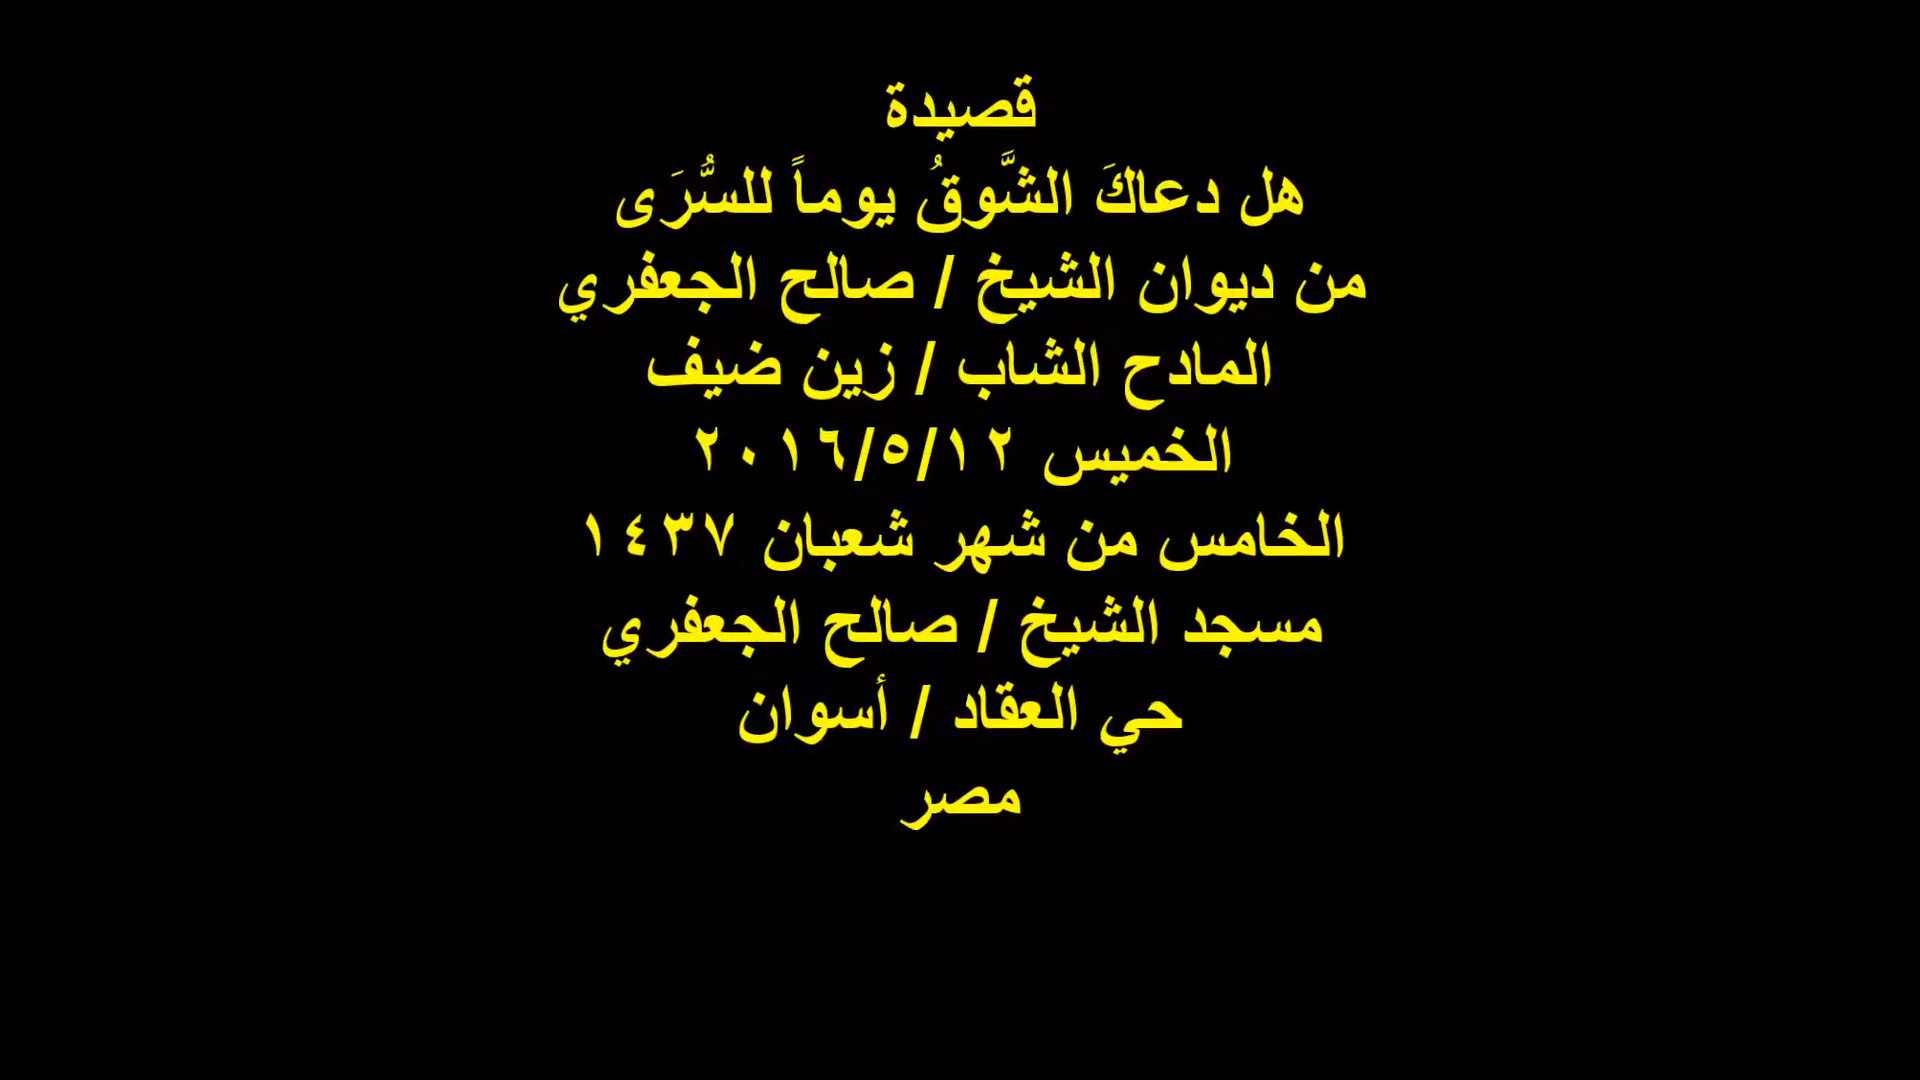 قصيدة
هل دعاكَ الشَّوقُ يوماً للسُّرَى
من ديوان الشيخ / صالح الجعفري
المادح الشاب / زين ضيف
الخميس ٢٠١٦/٥/١٢
الخامس من شهر شعبان ١٤٣٧
مسجد الشيخ / صالح الجعفري
حي العقاد / أسوان
مصر